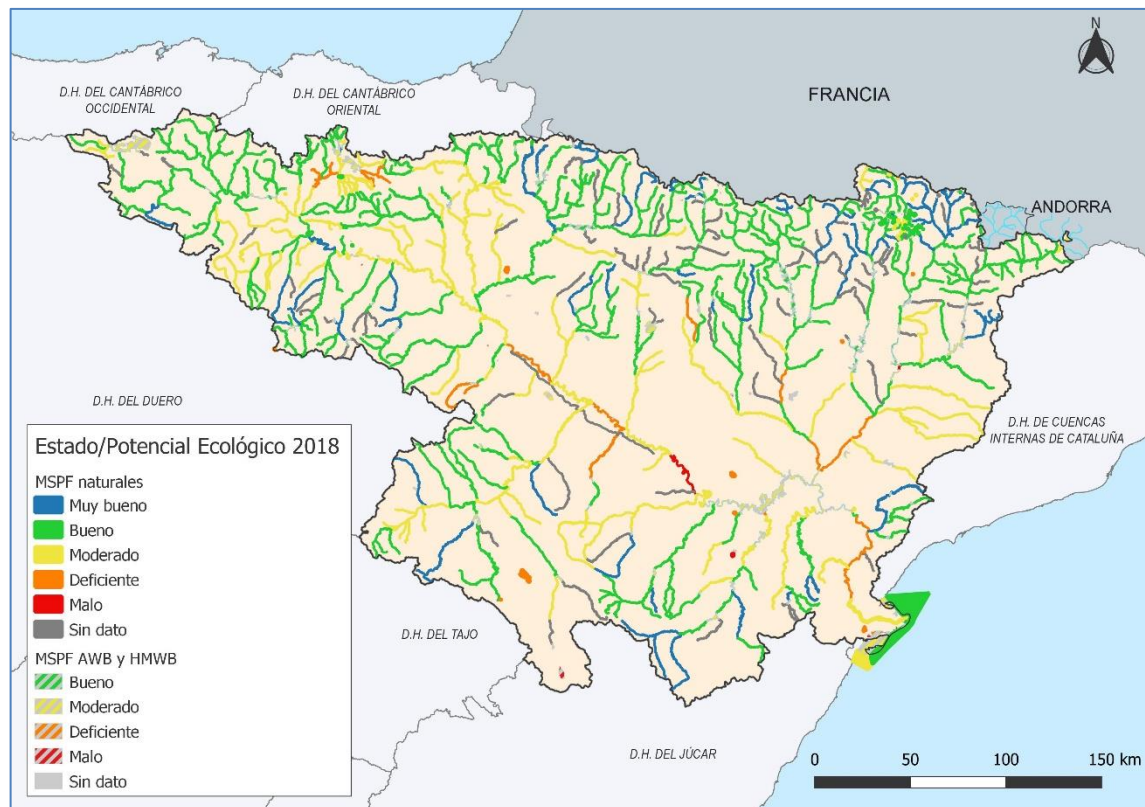 N
D.H. DEL CANTÁBRICO
OCCIDENTAL
D.H. DEL CANTÁBRICO
ORIENTAL
FRANCIA
ANDORRA
D.H. DEL DUERO
D.H. DE CUENCAS
INTERNAS DE CATALUÑA
Estado/Potencial Ecológico 2018
MSPF naturales
Muy bueno
Bueno
Moderado
Deficiente
Malo
Sin dato
MSPF AWB y HMWB
Bueno
Moderado
Deficiente
Malo
Sin dato
D.H. DEL TAJO
D.H. DEL JÚCAR
0 50 100 150 km